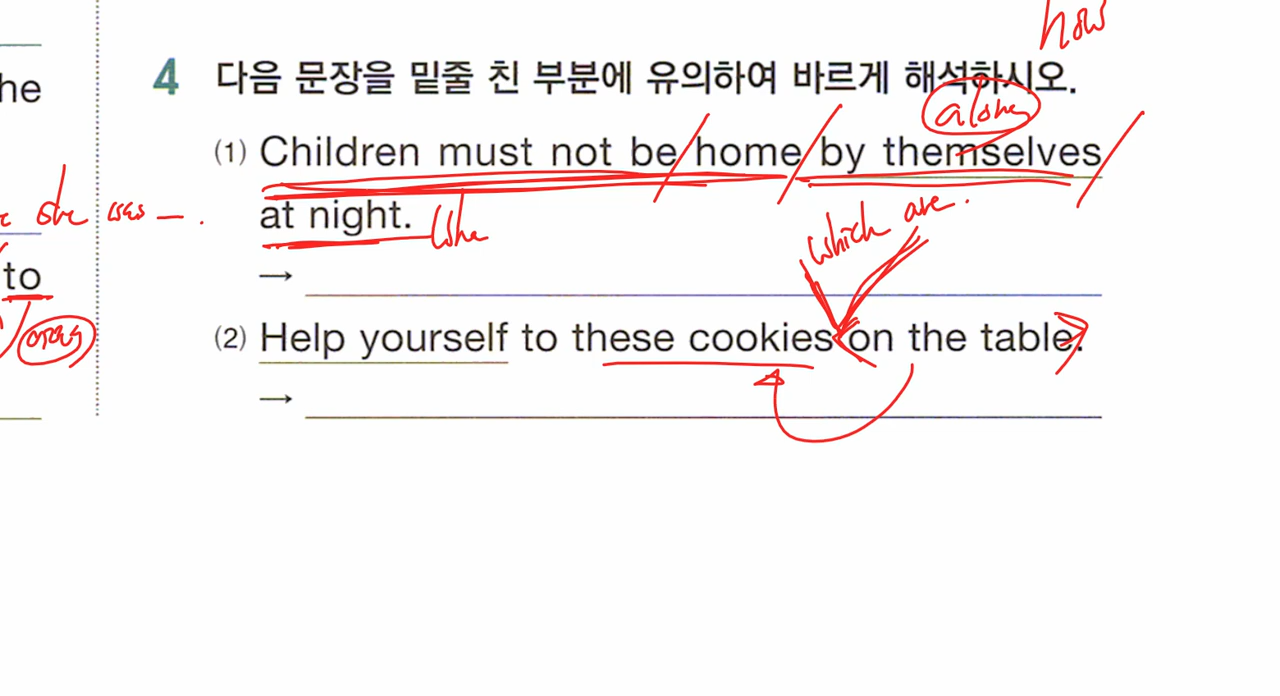 how
he
4 다음 문장을 밑줄 친 부분에 유의하여 바르게 해석하시오.
alone
(1) Children must not be home by themselves
she uses — .
at night.
which are.
to
→
(2) Help yourself to these cookies on the table.
→